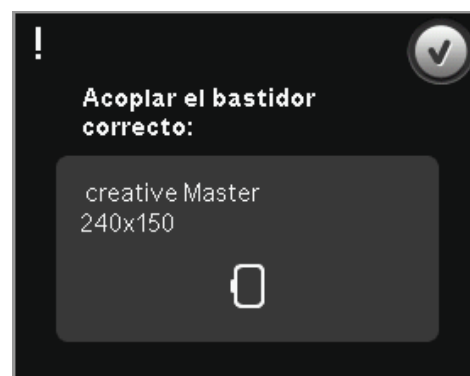 !
Acoplar el bastidor
correcto:
creative Master
240x150